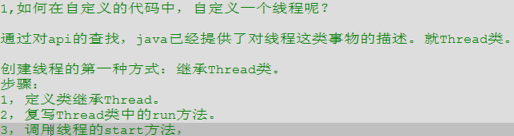 1,如何在自定义的代码中，自定义一个线程呢？
通过对api的查找，java已经提供了对线程这类事物的描述。就Thread类。
创建线程的第一种方式：继承Thread类。
步骤：
1，定义类继承Thread。
2，复写Thread类中的run方法。
3，调用线程的start方法，